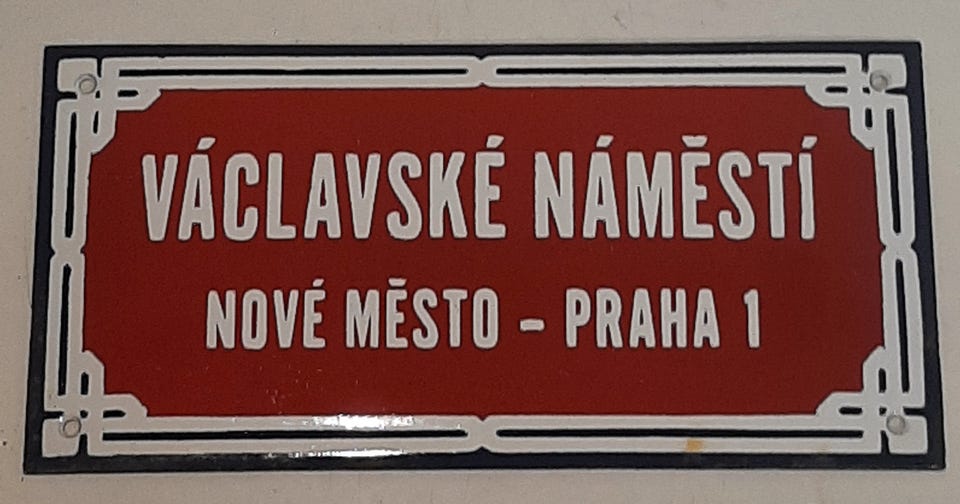 VÁCLAVSKÉ NÁMĚSTÍ
NOVÉ MĚSTO - PRAHA 1